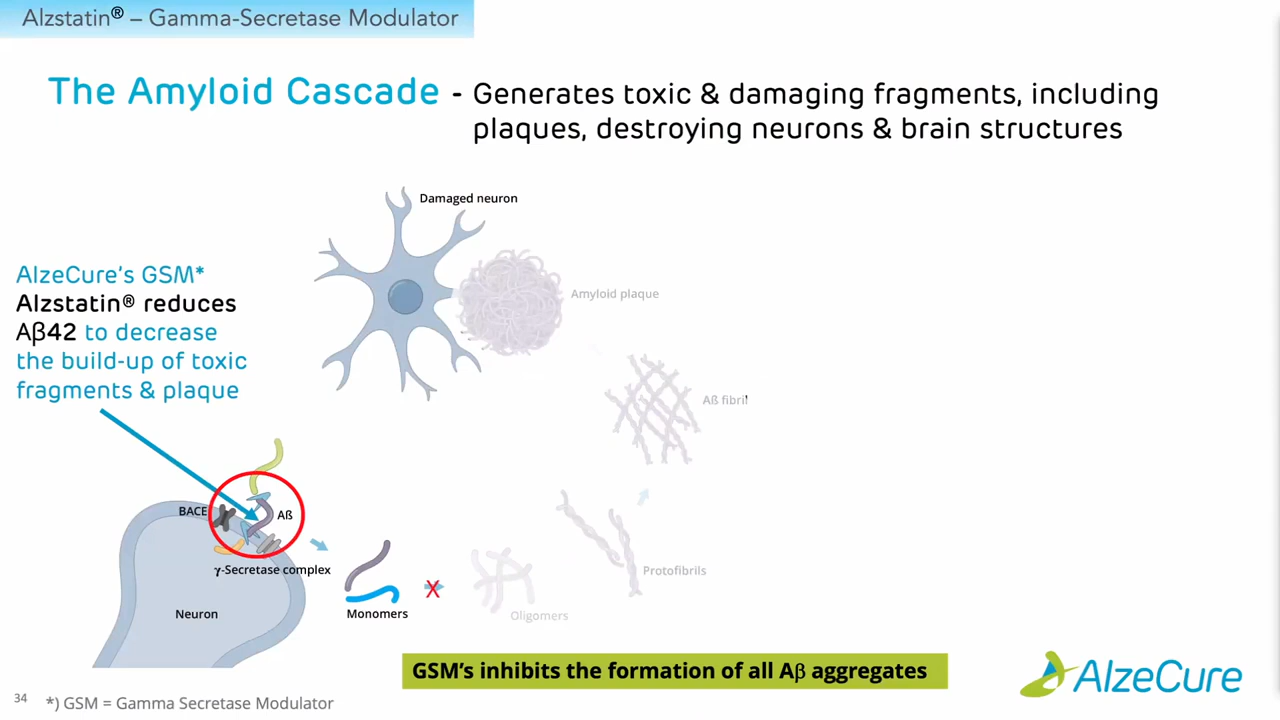 Alzstatin® – Gamma-Secretase Modulator
The Amyloid Cascade - Generates toxic & damaging fragments, including
plaques, destroying neurons & brain structures
Damaged neuron
Amyloid plaque
AlzeCure's GSM*
Alzstatin® reduces
Aβ42 to decrease
the build-up of toxic
fragments & plaque
Aß fibril
BACE
Aß
γ-Secretase complex
Protofibrils
Neuron
Monomers
X
Oligomers
GSM's inhibits the formation of all Aβ aggregates
AlzeCure
34 *) GSM = Gamma Secretase Modulator